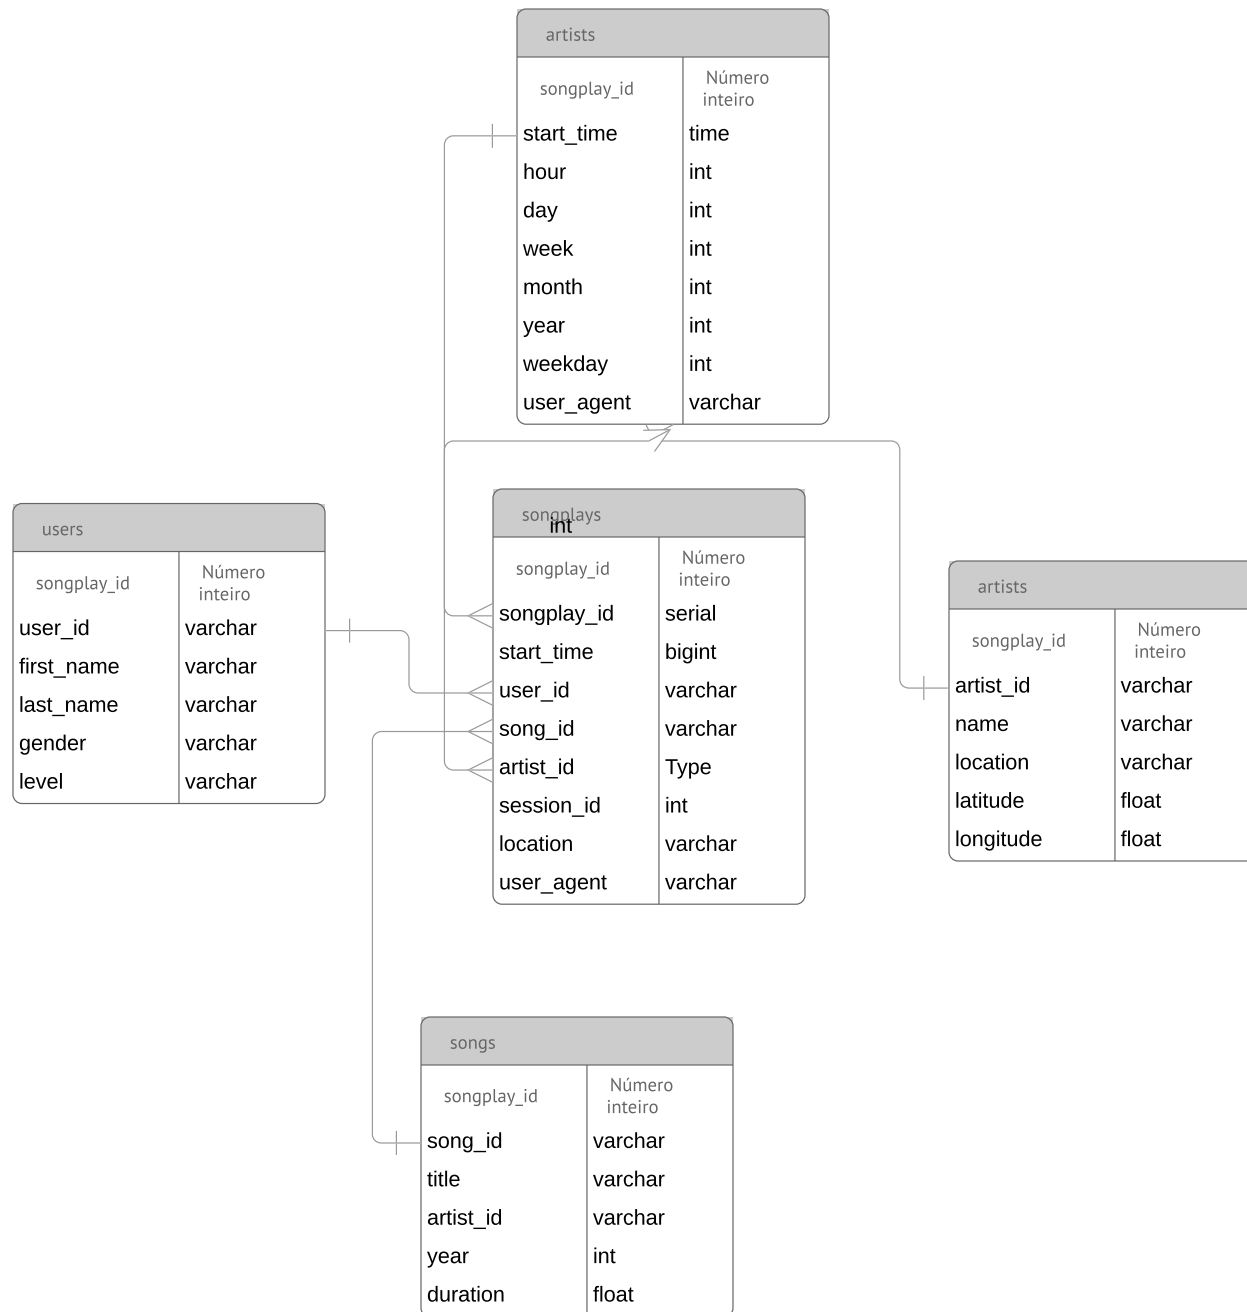 artists
songplay_id Número
inteiro
start_time time
hour int
day int
week int
month int
year int
weekday int
user_agent varchar
users
songplay_id Número
inteiro
user_id varchar
first_name varchar
last_name varchar
gender varchar
level varchar
songplays
int
songplay_id Número
inteiro
songplay_id serial
start_time bigint
user_id varchar
song_id varchar
artist_id Type
session_id int
location varchar
user_agent varchar
artists
songplay_id Número
inteiro
artist_id varchar
name varchar
location varchar
latitude float
longitude float
songs
songplay_id Número
inteiro
song_id varchar
title varchar
artist_id varchar
year int
duration float